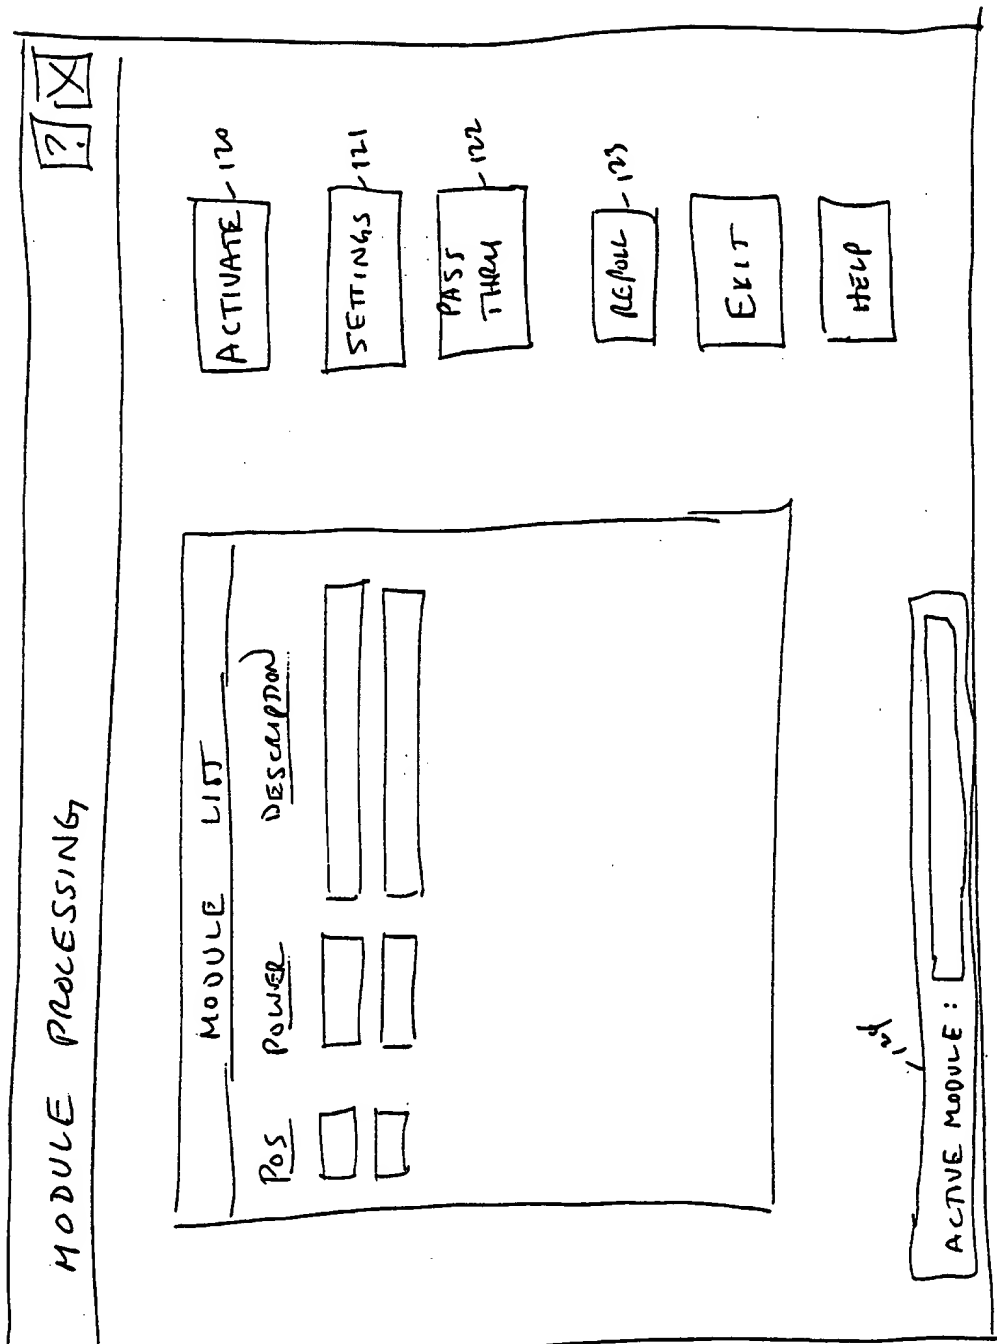 MODULE PROCESSING
? X
MODULE LIST
POS POWER DESCRIPTION
ACTIVATE 120
SETTINGS 121
PASS
THRU 122
REPOLL 123
EXIT
HELP
124
ACTIVE MODULE :